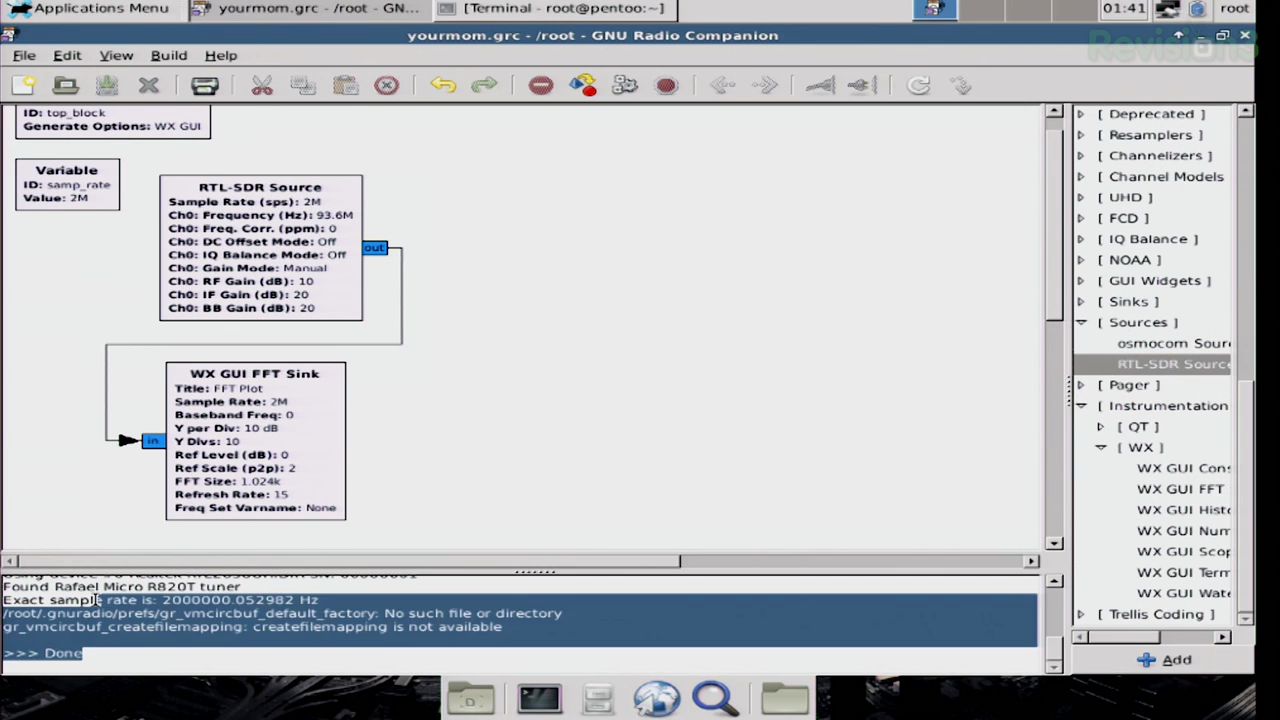 Applications Menu
yourmom.grc - /root - GN...
[Terminal - root@pentoo:~]
01:41
root
yourmom.grc - /root - GNU Radio Companion
Revision3
File Edit View Build Help
ID: top_block
Generate Options: WX GUI
Variable
ID: samp_rate
Value: 2M
RTL-SDR Source
Sample Rate (sps): 2M
Ch0: Frequency (Hz): 93.6M
Ch0: Freq. Corr. (ppm): 0
Ch0: DC Offset Mode: Off
Ch0: IQ Balance Mode: Off
Ch0: Gain Mode: Manual
Ch0: RF Gain (dB): 10
Ch0: IF Gain (dB): 20
Ch0: BB Gain (dB): 20
out
WX GUI FFT Sink
Title: FFT Plot
Sample Rate: 2M
Baseband Freq: 0
Y per Div: 10 dB
Y Divs: 10
Ref Level (dB): 0
Ref Scale (p2p): 2
FFT Size: 1.024k
Refresh Rate: 15
Freq Set Varname: None
in
[ Deprecated ]
[ Resamplers ]
[ Channelizers ]
[ Channel Models
[ UHD ]
[ FCD ]
[ IQ Balance ]
[ NOAA ]
[ GUI Widgets ]
[ Sinks ]
[ Sources ]
osmocom Sour
RTL-SDR Source
[ Pager ]
[ Instrumentation
[ QT ]
[ WX ]
WX GUI Con
WX GUI FFT
WX GUI Histo
WX GUI Num
WX GUI Scop
WX GUI Term
WX GUI Wate
[ Trellis Coding ]
Add
Found Rafael Micro R820T tuner
Exact sample rate is: 2000000.052982 Hz
/root/.gnuradio/prefs/gr_vmcircbuf_default_factory: No such file or directory
gr_vmcircbuf_createfilemapping: createfilemapping is not available
>>> Done